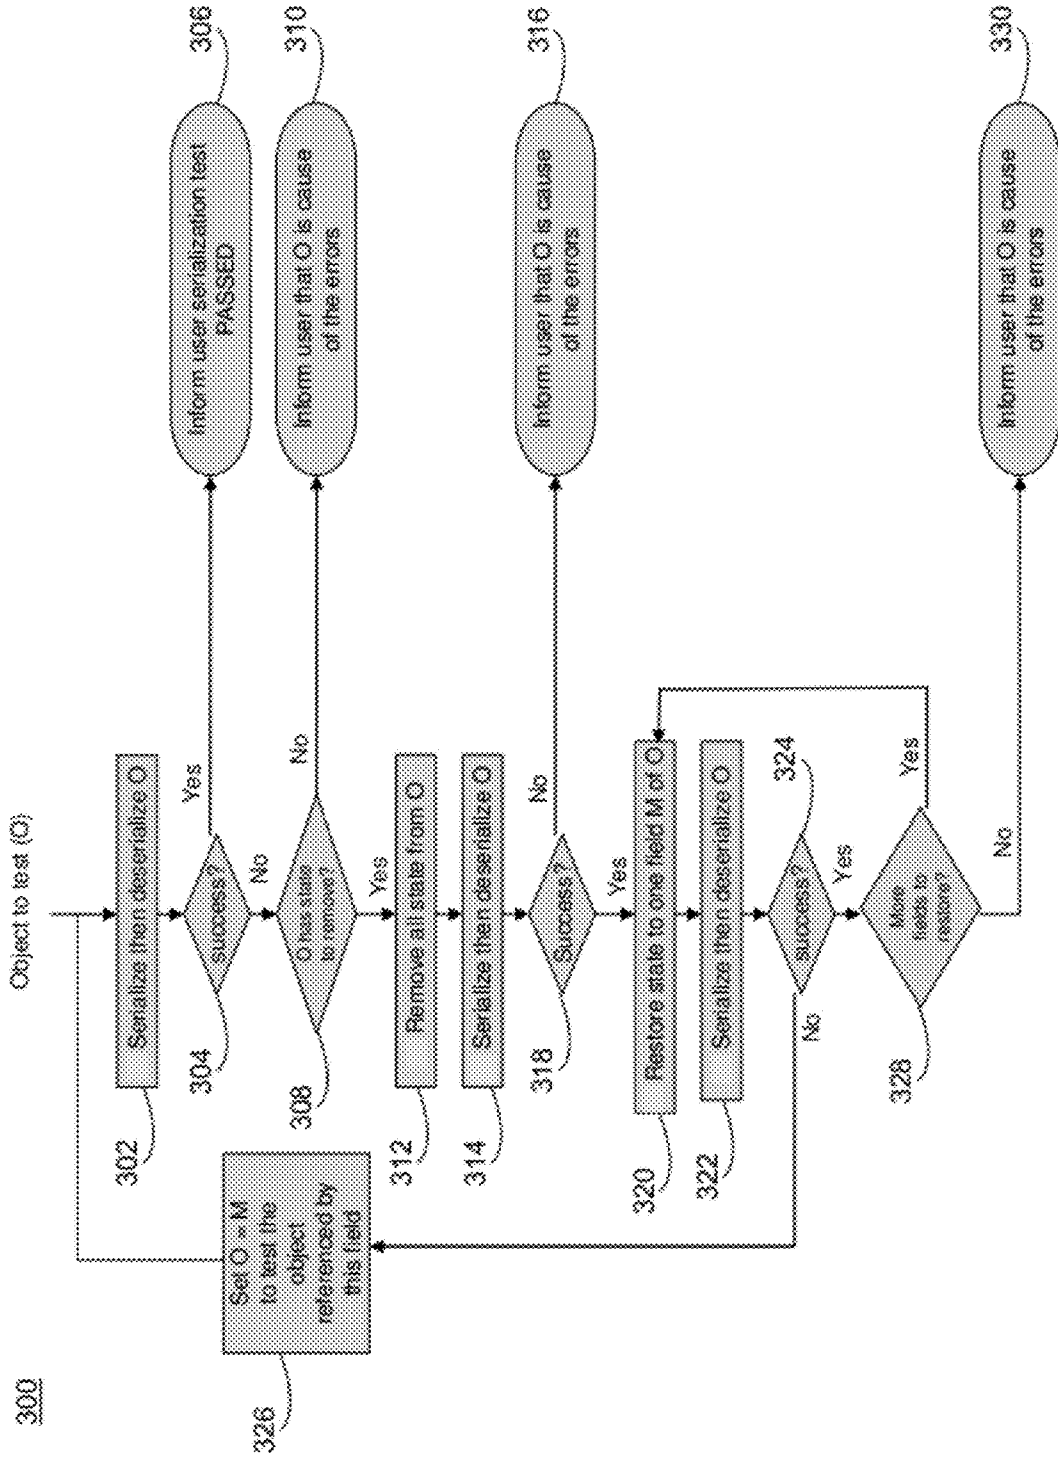 300
Object to test (O)
Serialize then deserialize O
302
success?
304
Yes
No
Inform user serialization test
PASSED
306
O has state
to remove?
308
No
Yes
Inform user that O is cause
of the errors
310
Remove all state from O
312
Serialize then deserialize O
314
Success?
318
No
Yes
Inform user that O is cause
of the errors
316
Restore state to one field M of O
320
Serialize then deserialize O
322
success?
324
No
Yes
Set O = M
to test the
object
referenced by
this field
326
More
fields to
restore?
328
Yes
No
Inform user that O is cause
of the errors
330